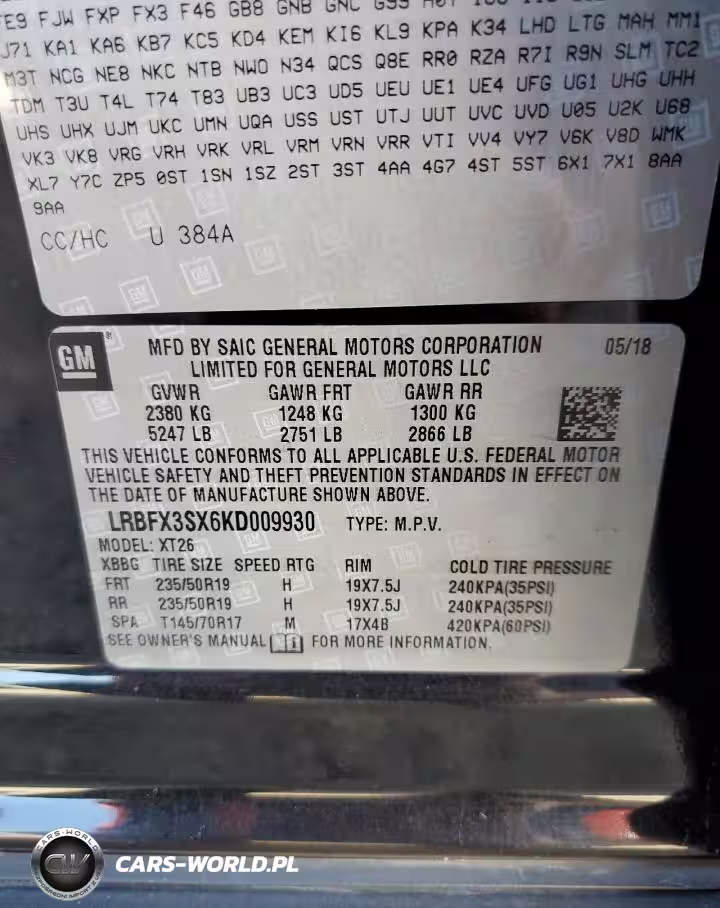 FE9 FJW FXP FX3 F46 GB8 GNB GNC G99
J71 KA1 KA6 KB7 KC5 KD4 KEM KI6 KL9 KPA K34 LHD LTG MAH MM1
M3T NCG NE8 NKC NTB NWO N34 QCS Q8E RR0 RZA R7I R9N SLM TC2
TDM T3U T4L T74 T83 UB3 UC3 UD5 UEU UE1 UE4 UFG UG1 UHG UHH
UHS UHX UJM UKC UMN UQA USS UST UTJ UUT UVC UVD U05 U2K U68
VK3 VK8 VRG VRH VRK VRL VRM VRN VRR VTI VV4 VY7 V6K V8D WMK
XL7 Y7C ZP5 0ST 1SN 1SZ 2ST 3ST 4AA 4G7 4ST 5ST 6X1 7X1 8AA
9AA
CC/HC U 384A
GM
MFD BY SAIC GENERAL MOTORS CORPORATION 05/18
LIMITED FOR GENERAL MOTORS LLC
GVWR GAWR FRT GAWR RR
2380 KG 1248 KG 1300 KG
5247 LB 2751 LB 2866 LB
THIS VEHICLE CONFORMS TO ALL APPLICABLE U.S. FEDERAL MOTOR
VEHICLE SAFETY AND THEFT PREVENTION STANDARDS IN EFFECT ON
THE DATE OF MANUFACTURE SHOWN ABOVE.
LRBFX3SX6KD009930 TYPE: M.P.V.
MODEL: XT26
XBBG TIRE SIZE SPEED RTG RIM COLD TIRE PRESSURE
FRT 235/50R19 H 19X7.5J 240KPA(35PSI)
RR 235/50R19 H 19X7.5J 240KPA(35PSI)
SPA T145/70R17 M 17X4B 420KPA(60PSI)
SEE OWNER'S MANUAL FOR MORE INFORMATION.
CARS-WORLD
CW
CARS-WORLD.PL